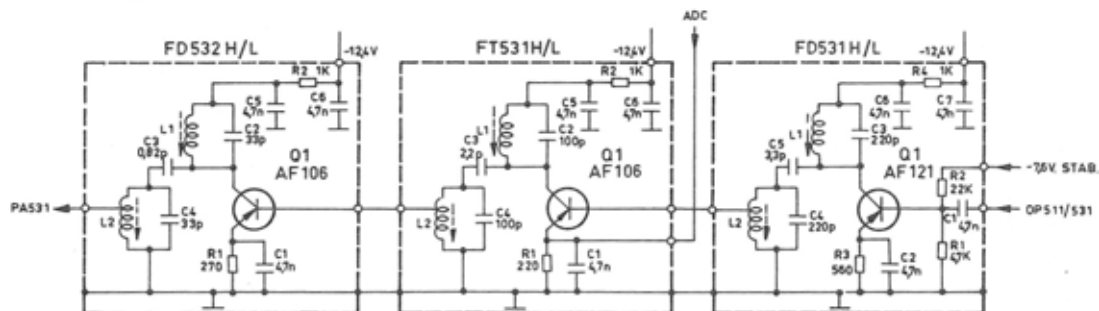 ADC
FD532 H/L
-12,4V
FT531H/L
-12,4V
FD531 H/L
-12,4V
R2 1K
C5
4,7n
C6
4,7n
L1
C2
33p
C3
0,82p
Q1
AF106
PA531
L2
C4
33p
R1
270
C1
4,7n
R2 1K
C5
4,7n
C6
4,7n
L1
C2
100p
C3
2,2p
Q1
AF106
L2
C4
100p
R1
220
C1
4,7n
R4 1K
C6
4,7n
C7
4,7n
L1
C3
220p
C5
3,3p
Q1
AF121
-7,6V. STAB.
R2
22K
OP511/531
C1
4,7n
L2
C4
220p
R3
560
C2
4,7n
R1
4,7K